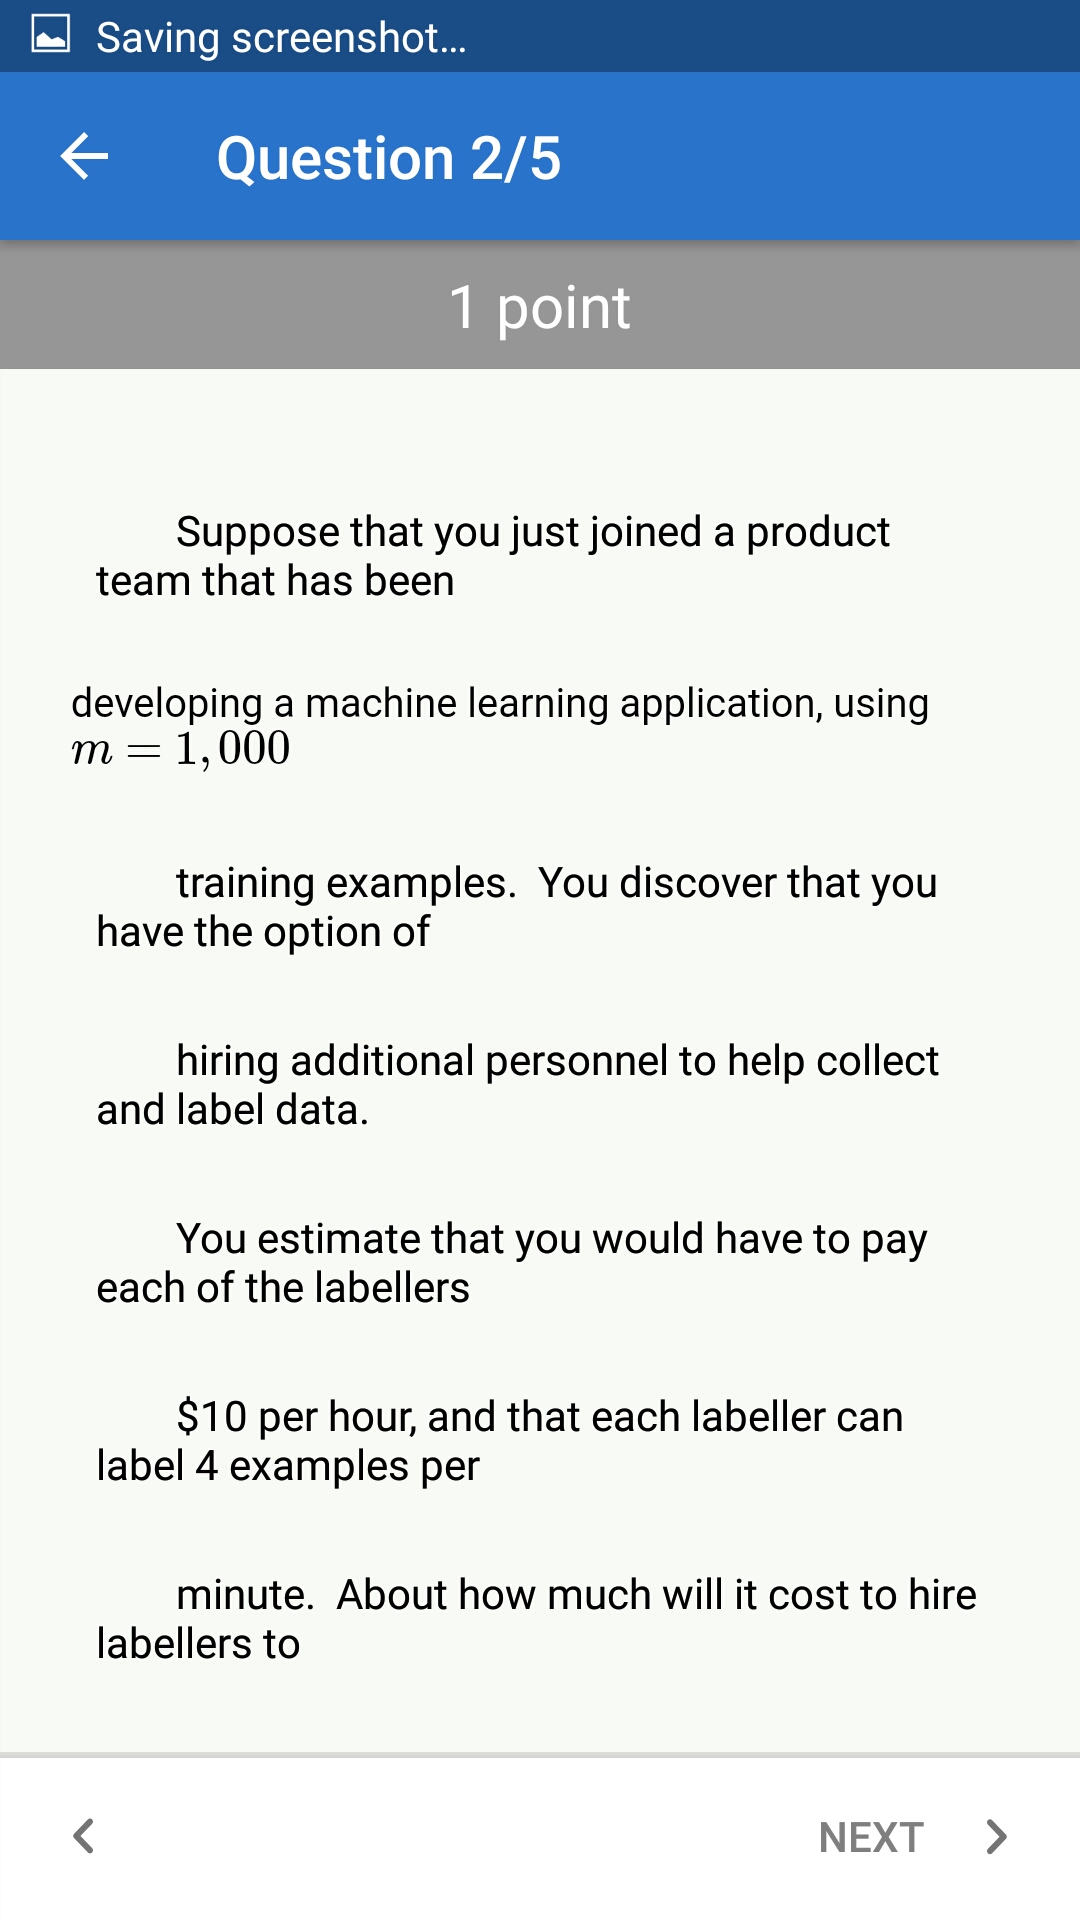 Saving screenshot...
Question 2/5
1 point
Suppose that you just joined a product
team that has been
developing a machine learning application, using
m = 1,000
training examples.  You discover that you
have the option of
hiring additional personnel to help collect
and label data.
You estimate that you would have to pay
each of the labellers
$10 per hour, and that each labeller can
label 4 examples per
minute.  About how much will it cost to hire
labellers to
NEXT